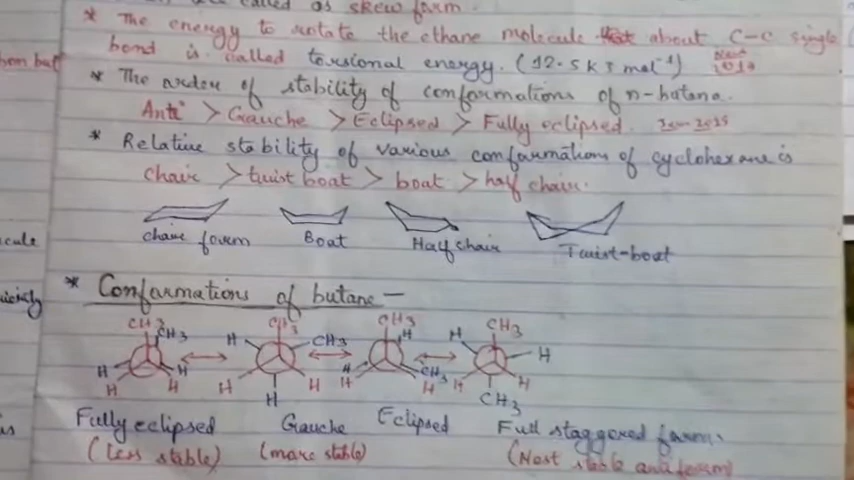 called as skew form.
* The energy to rotate the ethane molecule about C-C single
bond is called torsional energy. (12.5 kJ mol⁻¹)
* The order of stability of conformations of n-butane.
Anti > Gauche > Eclipsed > Fully eclipsed.
* Relative stability of various conformations of cyclohexane is
chair > twist boat > boat > half chair.
chair form Boat Half chair Twist-boat
* Conformations of butane —
CH3 CH3 H H H H
H CH3 CH3 H H H
CH3 H H H CH3 H
CH3 H H H H CH3
Fully eclipsed Gauche Eclipsed Full staggered form
(less stable) (more stable) (Most stable anti form)